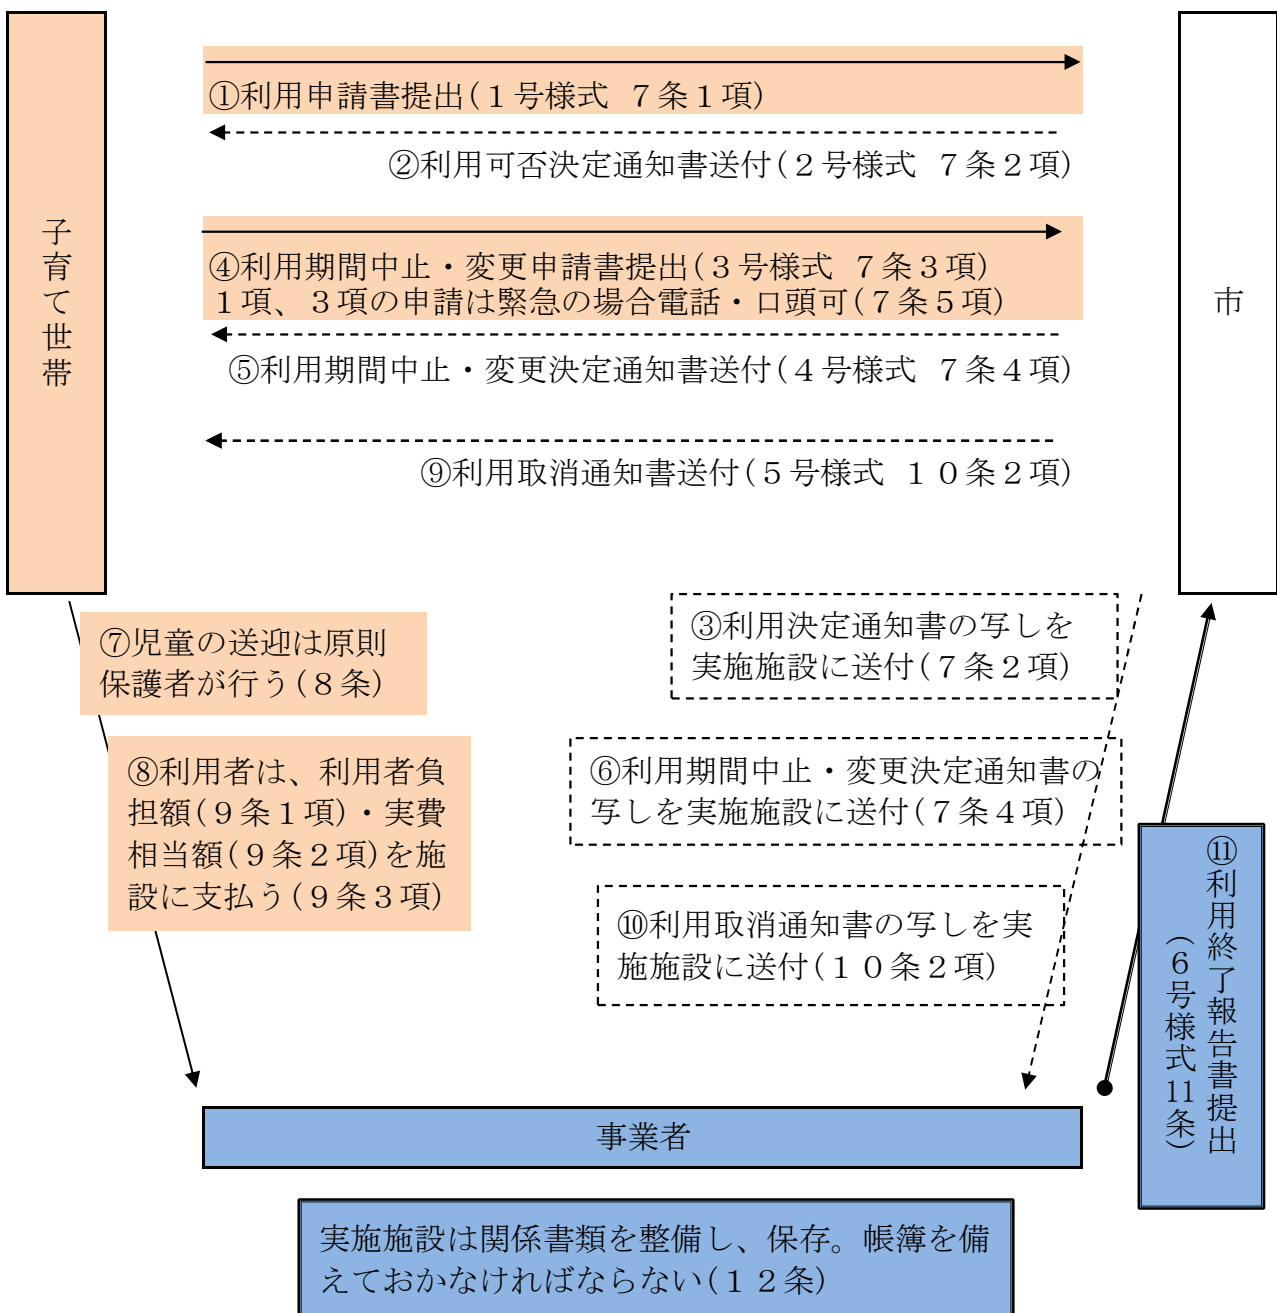 ①利用申請書提出(１号様式 ７条１項)
②利用可否決定通知書送付(２号様式 ７条２項)
子育て世帯
市
④利用期間中止・変更申請書提出(３号様式 ７条３項)
１項、３項の申請は緊急の場合電話・口頭可(７条５項)
⑤利用期間中止・変更決定通知書送付(４号様式 ７条４項)
⑨利用取消通知書送付(５号様式 １０条２項)
⑦児童の送迎は原則
保護者が行う(８条)
③利用決定通知書の写しを
実施施設に送付(７条２項)
⑧利用者は、利用者負
担額(９条１項)・実費
相当額(９条２項)を施
設に支払う(９条３項)
⑥利用期間中止・変更決定通知書の
写しを実施施設に送付(７条４項)
⑩利用取消通知書の写しを実
施施設に送付(１０条２項)
⑪利用終了報告書提出
(６号様式11条)
事業者
実施施設は関係書類を整備し、保存。帳簿を備
えておかなければならない(１２条)